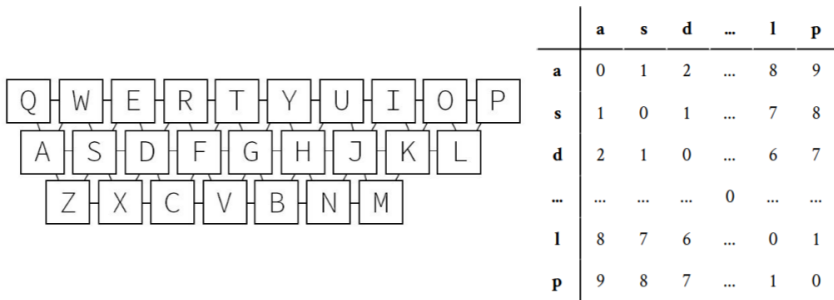 Q W E R T Y U I O P
A S D F G H J K L
Z X C V B N M
a s d ... l p
a 0 1 2 ... 8 9
s 1 0 1 ... 7 8
d 2 1 0 ... 6 7
... ... ... ... 0 ... ...
l 8 7 6 ... 0 1
p 9 8 7 ... 1 0